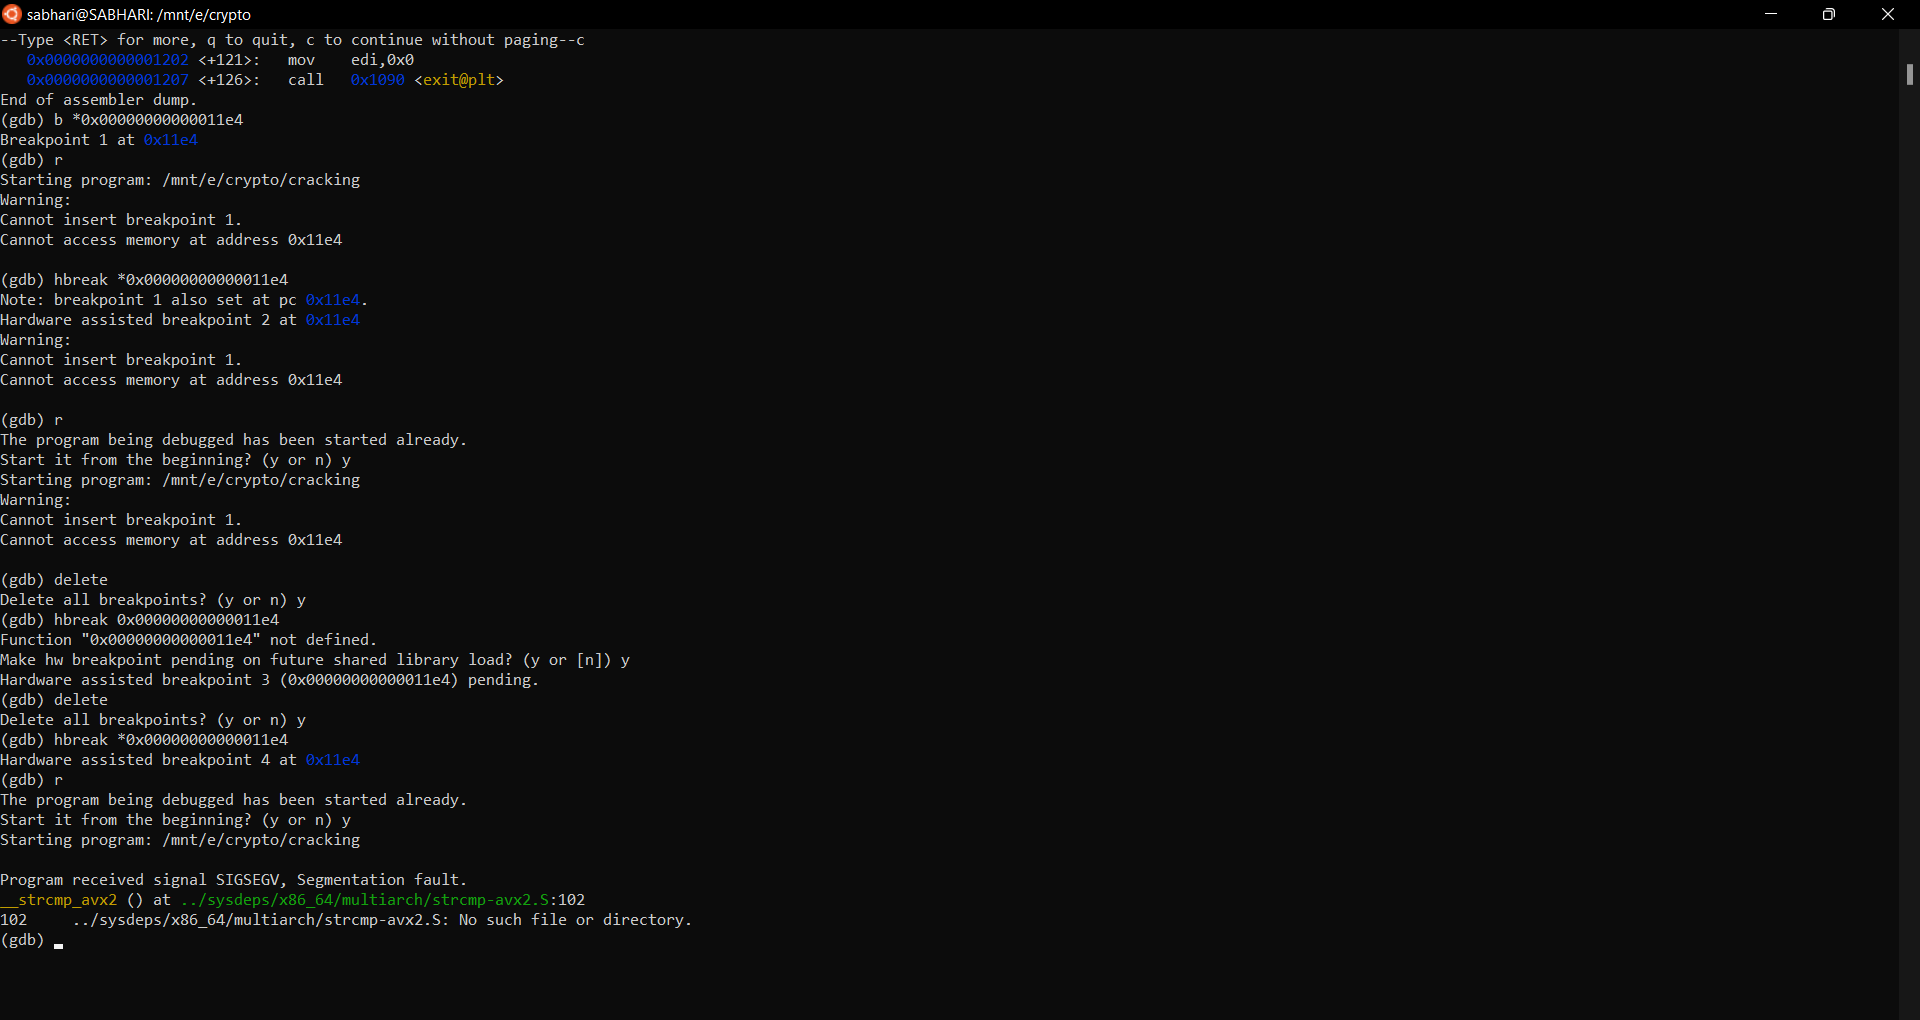 sabhari@SABHARI: /mnt/e/crypto
--Type <RET> for more, q to quit, c to continue without paging--c
0x0000000000001202 <+121>: mov edi,0x0
0x0000000000001207 <+126>: call 0x1090 <exit@plt>
End of assembler dump.
(gdb) b *0x00000000000011e4
Breakpoint 1 at 0x11e4
(gdb) r
Starting program: /mnt/e/crypto/cracking
Warning:
Cannot insert breakpoint 1.
Cannot access memory at address 0x11e4
(gdb) hbreak *0x00000000000011e4
Note: breakpoint 1 also set at pc 0x11e4.
Hardware assisted breakpoint 2 at 0x11e4
Warning:
Cannot insert breakpoint 1.
Cannot access memory at address 0x11e4
(gdb) r
The program being debugged has been started already.
Start it from the beginning? (y or n) y
Starting program: /mnt/e/crypto/cracking
Warning:
Cannot insert breakpoint 1.
Cannot access memory at address 0x11e4
(gdb) delete
Delete all breakpoints? (y or n) y
(gdb) hbreak 0x00000000000011e4
Function "0x00000000000011e4" not defined.
Make hw breakpoint pending on future shared library load? (y or [n]) y
Hardware assisted breakpoint 3 (0x00000000000011e4) pending.
(gdb) delete
Delete all breakpoints? (y or n) y
(gdb) hbreak *0x00000000000011e4
Hardware assisted breakpoint 4 at 0x11e4
(gdb) r
The program being debugged has been started already.
Start it from the beginning? (y or n) y
Starting program: /mnt/e/crypto/cracking
Program received signal SIGSEGV, Segmentation fault.
__strcmp_avx2 () at ../sysdeps/x86_64/multiarch/strcmp-avx2.S:102
102 ../sysdeps/x86_64/multiarch/strcmp-avx2.S: No such file or directory.
(gdb)